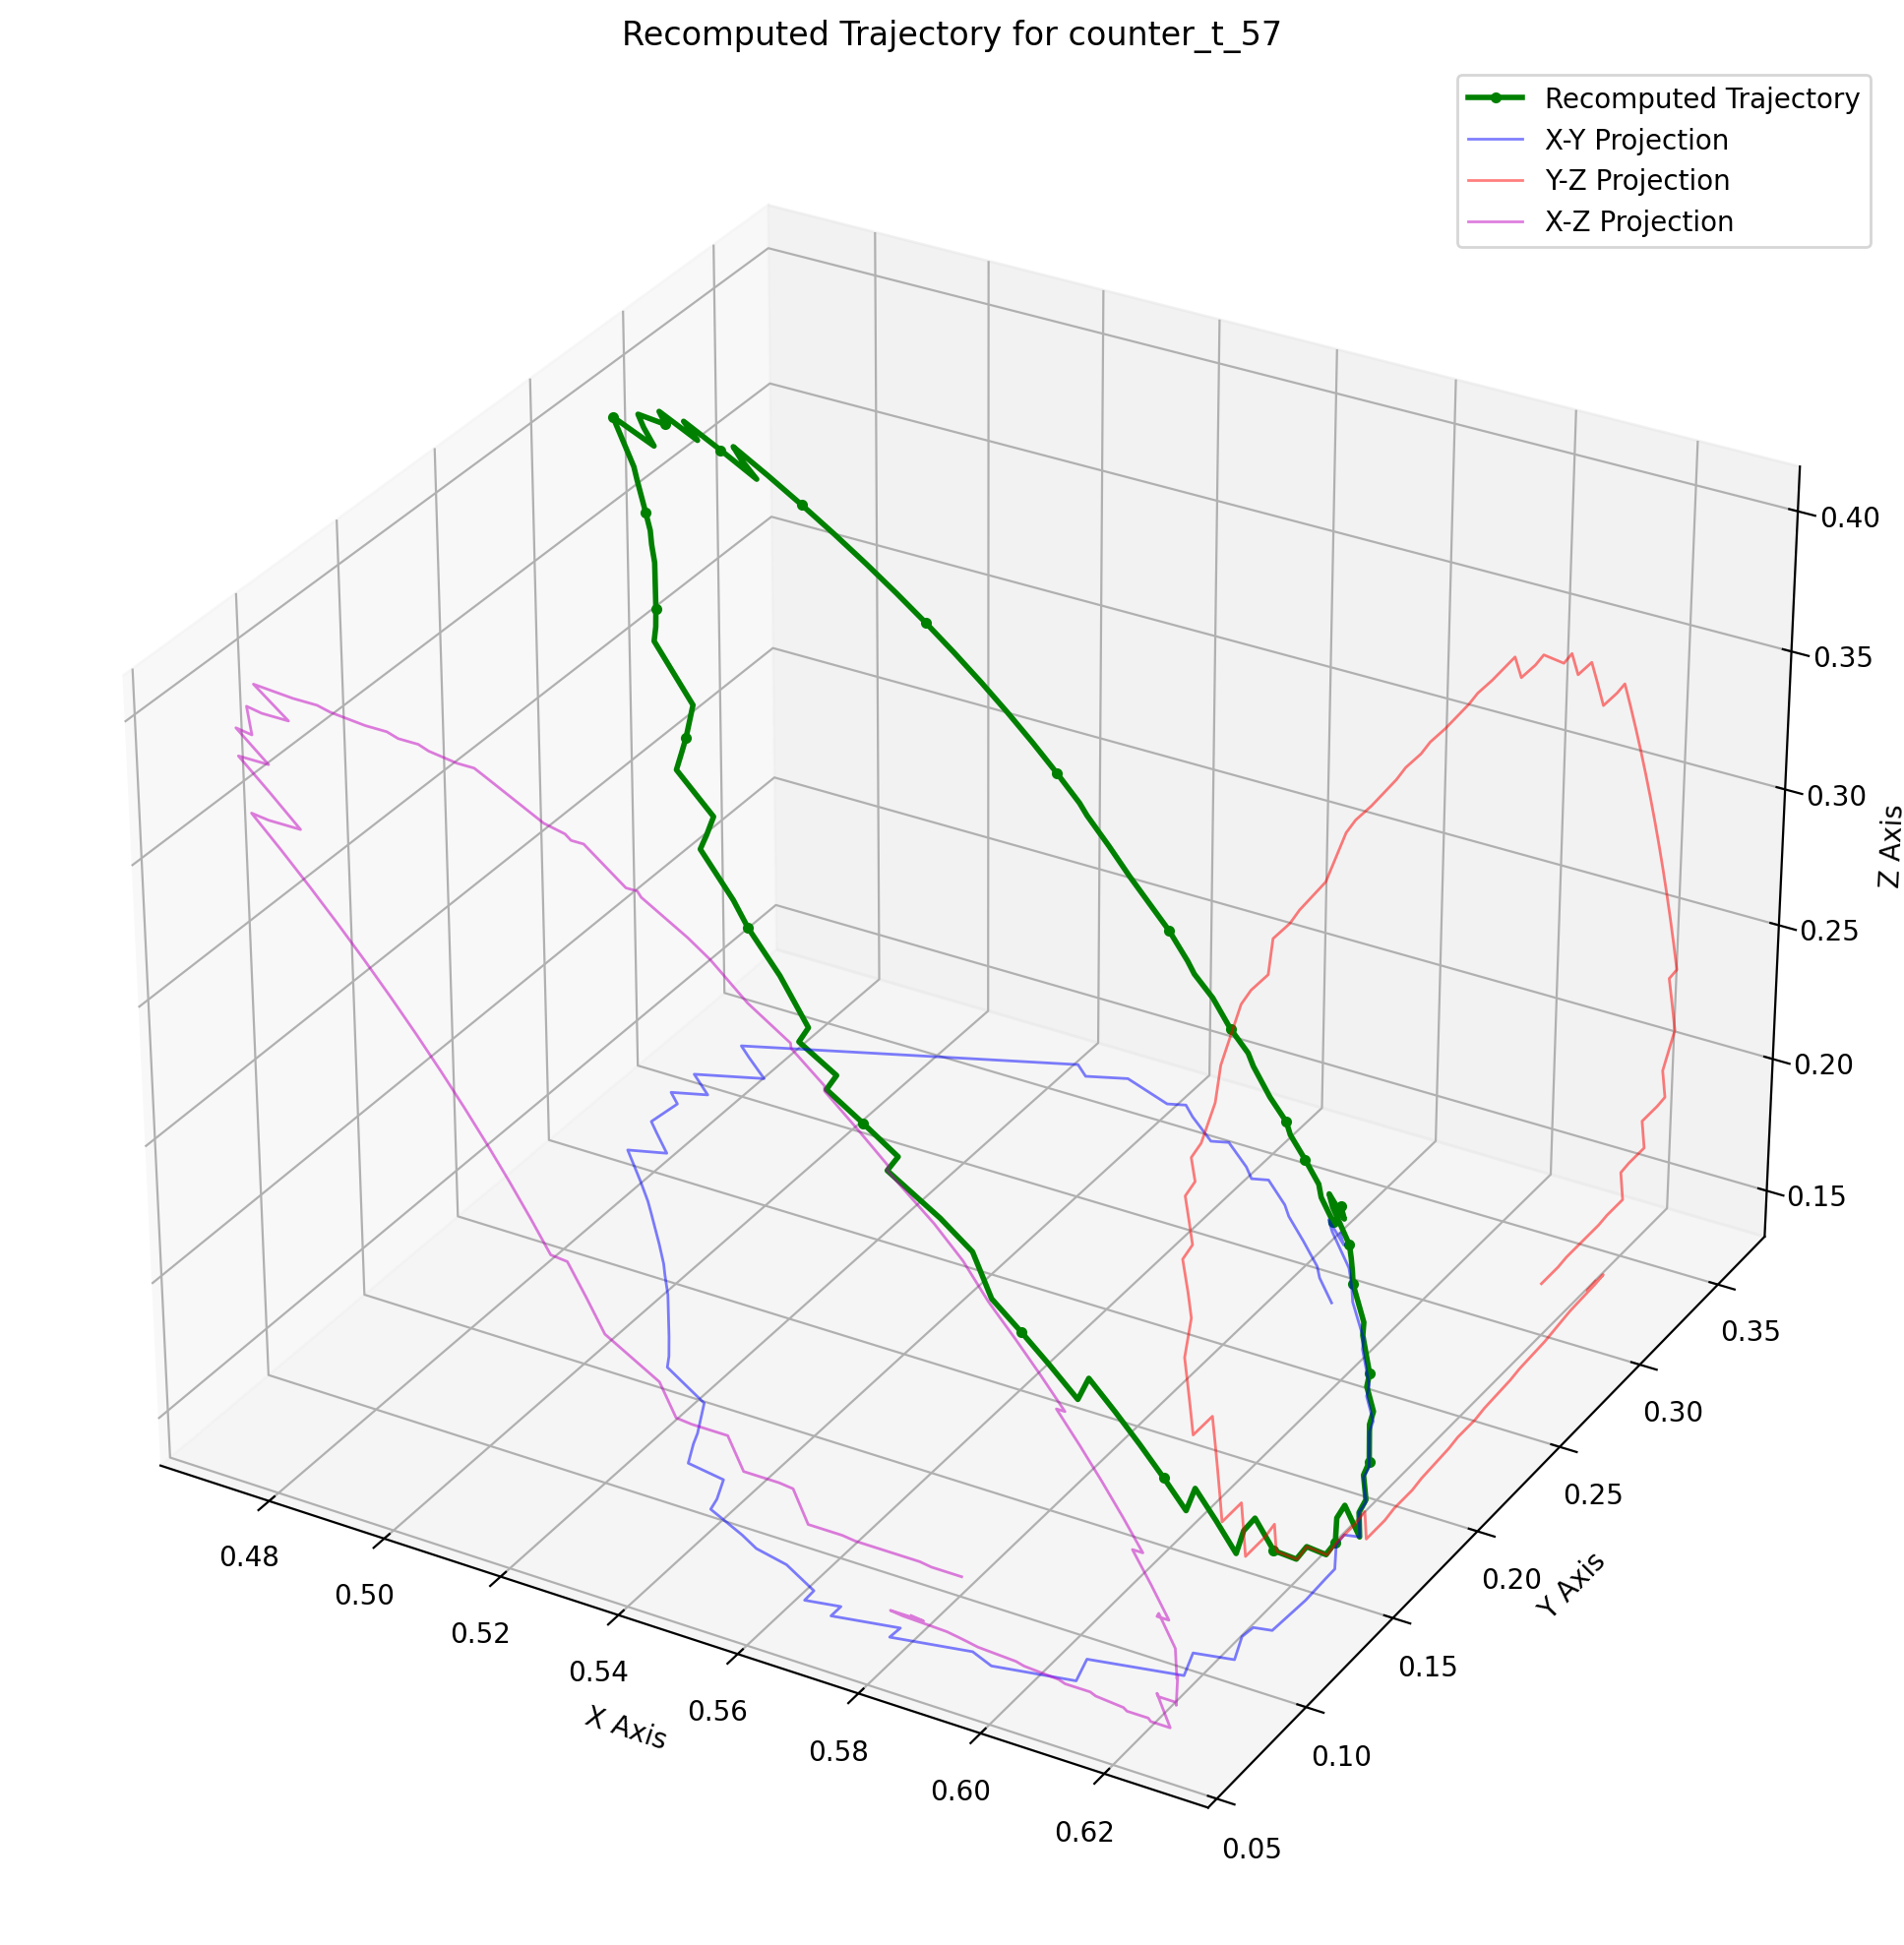 Recomputed Trajectory for counter_t_57
Recomputed Trajectory
X-Y Projection
Y-Z Projection
X-Z Projection
0.40
0.35
0.30
0.25
0.20
0.15
Z Axis
0.35
0.30
0.25
0.20
0.15
0.10
0.05
Y Axis
0.48
0.50
0.52
0.54
0.56
0.58
0.60
0.62
X Axis